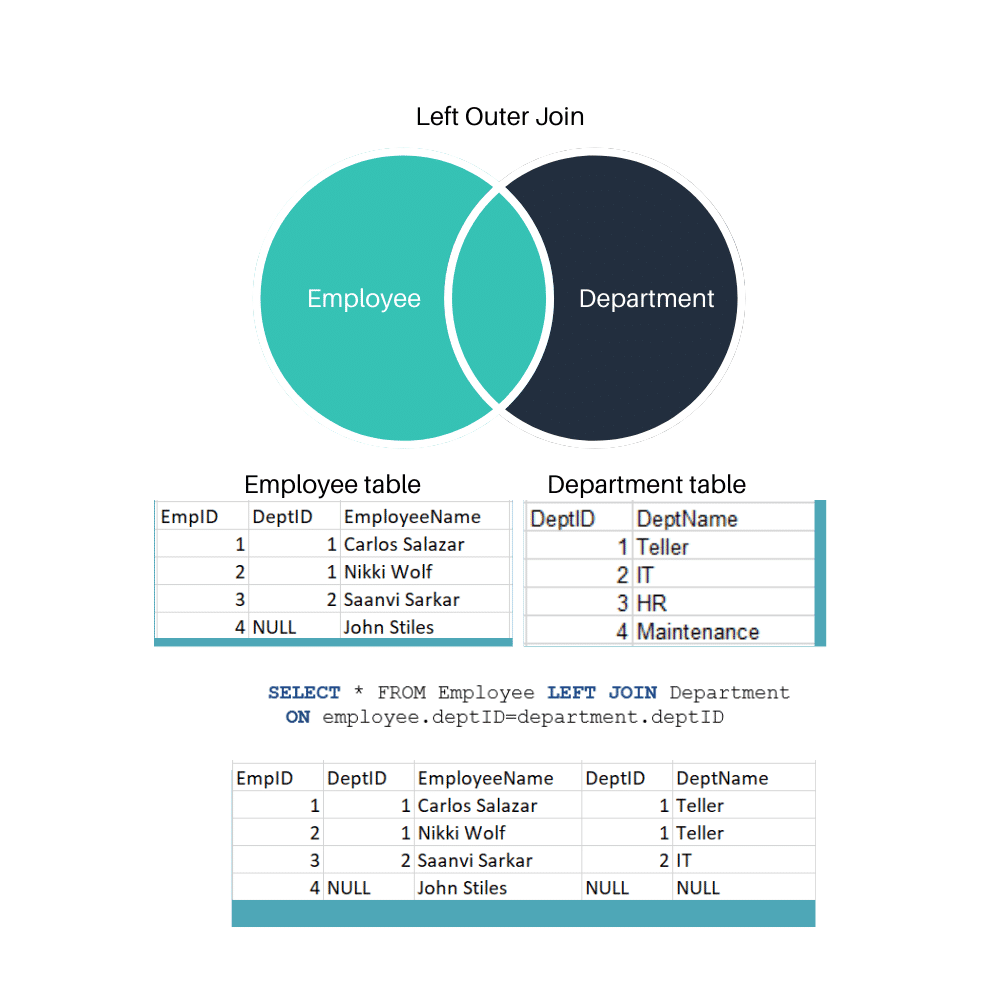 Left Outer Join
Employee Department
Employee table Department table
EmpID DeptID EmployeeName
1 1 Carlos Salazar
2 1 Nikki Wolf
3 2 Saanvi Sarkar
4 NULL John Stiles
DeptID DeptName
1 Teller
2 IT
3 HR
4 Maintenance
SELECT * FROM Employee LEFT JOIN Department
ON employee.deptID=department.deptID
EmpID DeptID EmployeeName DeptID DeptName
1 1 Carlos Salazar 1 Teller
2 1 Nikki Wolf 1 Teller
3 2 Saanvi Sarkar 2 IT
4 NULL John Stiles NULL NULL